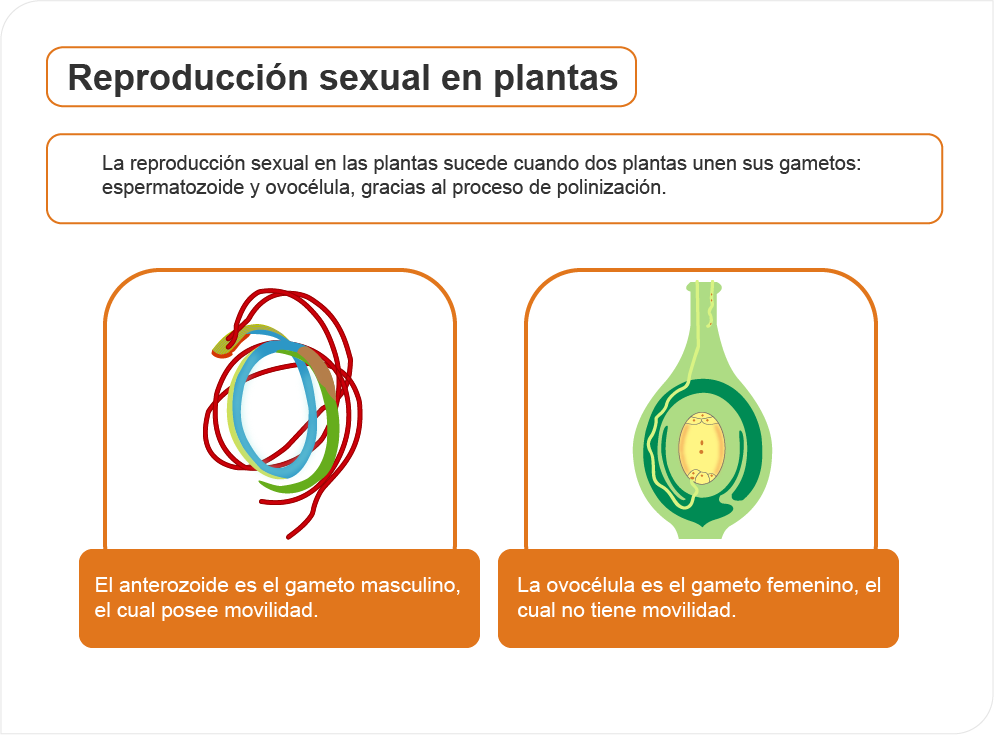 Reproducción sexual en plantas
La reproducción sexual en las plantas sucede cuando dos plantas unen sus gametos:
espermatozoide y ovocélula, gracias al proceso de polinización.
El anterozoide es el gameto masculino,
el cual posee movilidad.
La ovocélula es el gameto femenino, el
cual no tiene movilidad.